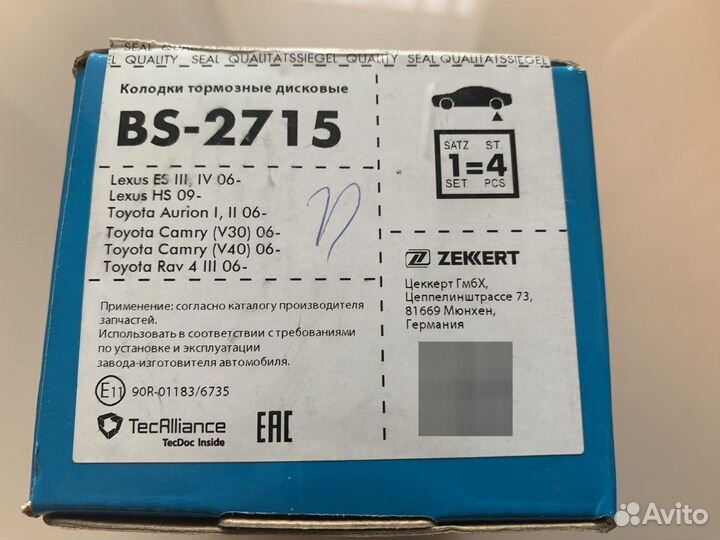 SEAL QUALITÄTSSIEGEL
EL QUALITY SEAL QUALITÄTSSIEGEL QUALITY SEAL QUALITÄTSSIEGEL
Колодки тормозные дисковые
BS-2715
Lexus ES III, IV 06-
Lexus HS 09-
Toyota Aurion I, II 06-
Toyota Camry (V30) 06-
Toyota Camry (V40) 06-
Toyota Rav 4 III 06-
Применение: согласно каталогу производителя
запчастей.
Использовать в соответствии с требованиями
по установке и эксплуатации
завода-изготовителя автомобиля.
E11 90R-01183/6735
TecAlliance
TecDoc Inside
EAC
SATZ ST.
1=4
SET PCS
ZEKKERT
Цеккерт ГмбХ,
Цеппелинштрассе 73,
81669 Мюнхен,
Германия
Avito